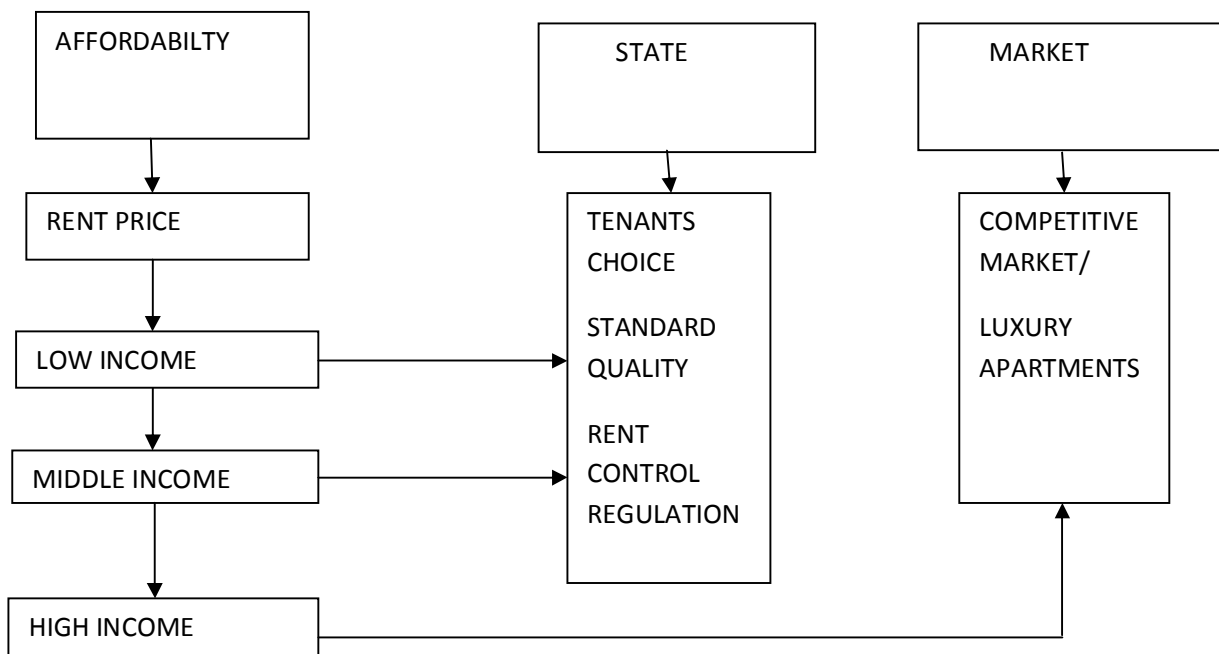 AFFORDABILTY
STATE
MARKET
RENT PRICE
LOW INCOME
MIDDLE INCOME
HIGH INCOME
TENANTS
CHOICE
STANDARD
QUALITY
RENT
CONTROL
REGULATION
COMPETITIVE
MARKET/
LUXURY
APARTMENTS